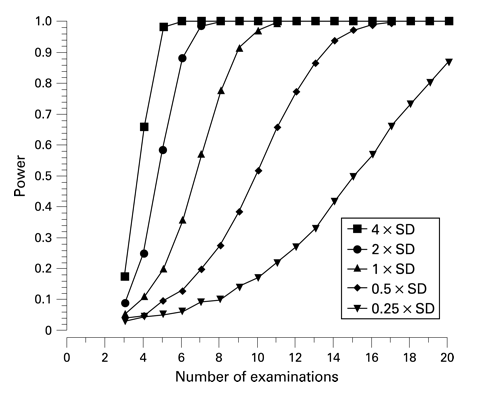 1.0
0.9
0.8
0.7
0.6
0.5
0.4
0.3
0.2
0.1
0
Power
4 × SD
2 × SD
1 × SD
0.5 × SD
0.25 × SD
0 2 4 6 8 10 12 14 16 18 20
Number of examinations